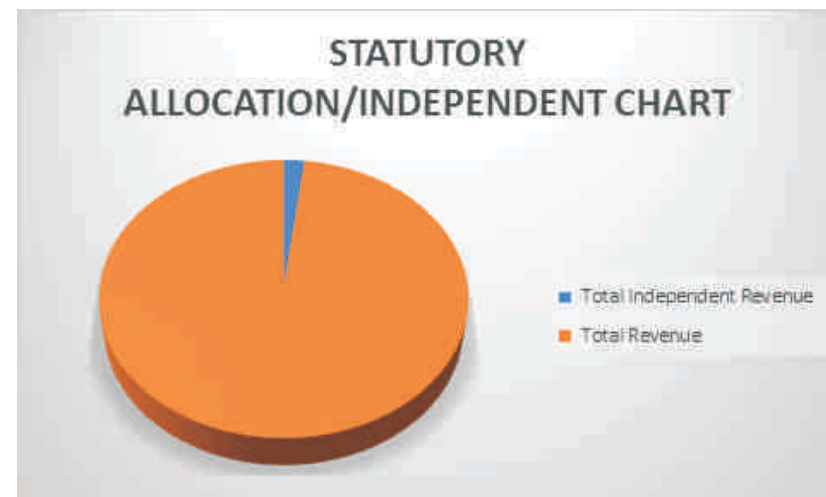 STATUTORY
ALLOCATION/INDEPENDENT CHART
Total Independent Revenue
Total Revenue